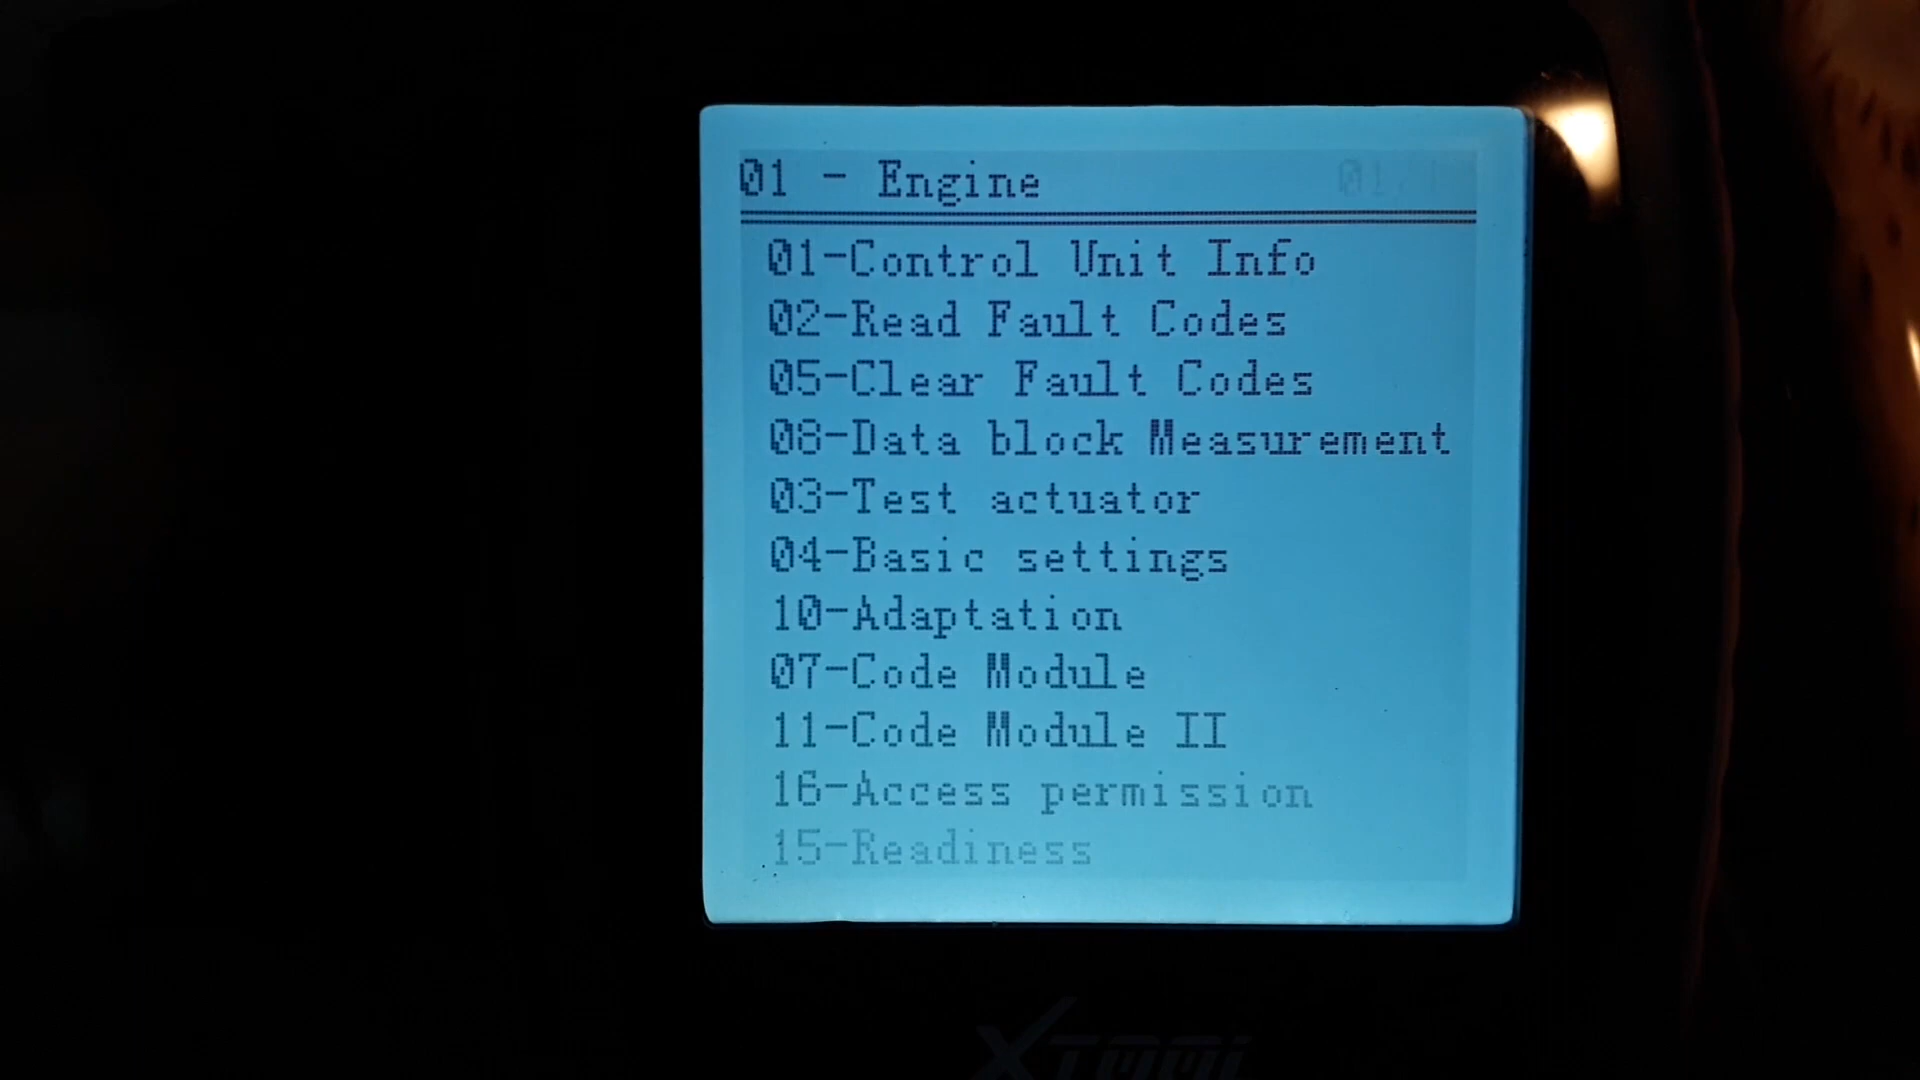 01 - Engine
01-Control Unit Info
02-Read Fault Codes
05-Clear Fault Codes
08-Data block Measurement
03-Test actuator
04-Basic settings
10-Adaptation
07-Code Module
11-Code Module II
16-Access permission
15-Readiness
XTOOL